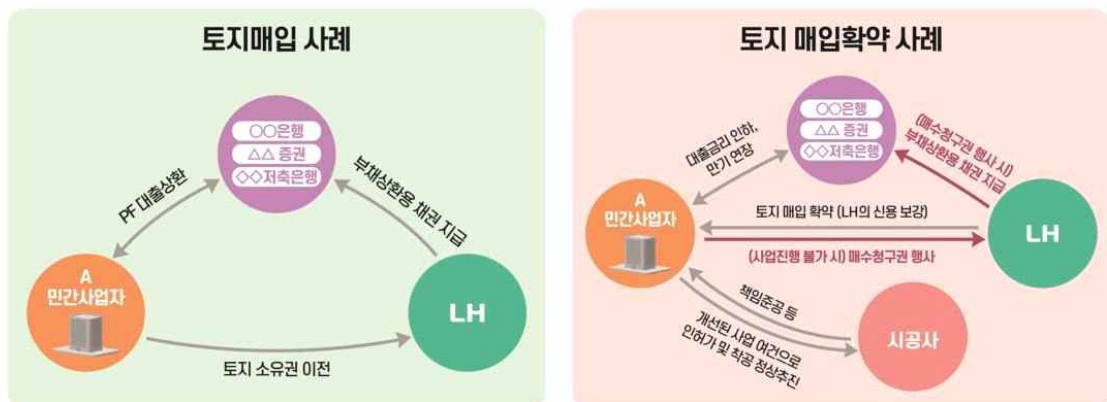 토지매입 사례
○○은행
△△ 증권
◇◇저축은행
PF 대출상환
부채상환용 채권 지급
A
민간사업자
LH
토지 소유권 이전
토지 매입확약 사례
○○은행
△△ 증권
◇◇저축은행
대출금리 인하,
만기 연장
(매수청구권 행사 시)
부채상환용 채권 지급
A
민간사업자
토지 매입 확약 (LH의 신용 보강)
LH
(사업진행 불가 시) 매수청구권 행사
책임준공 등
개선된 사업 여건으로
인허가 및 착공 정상추진
시공사